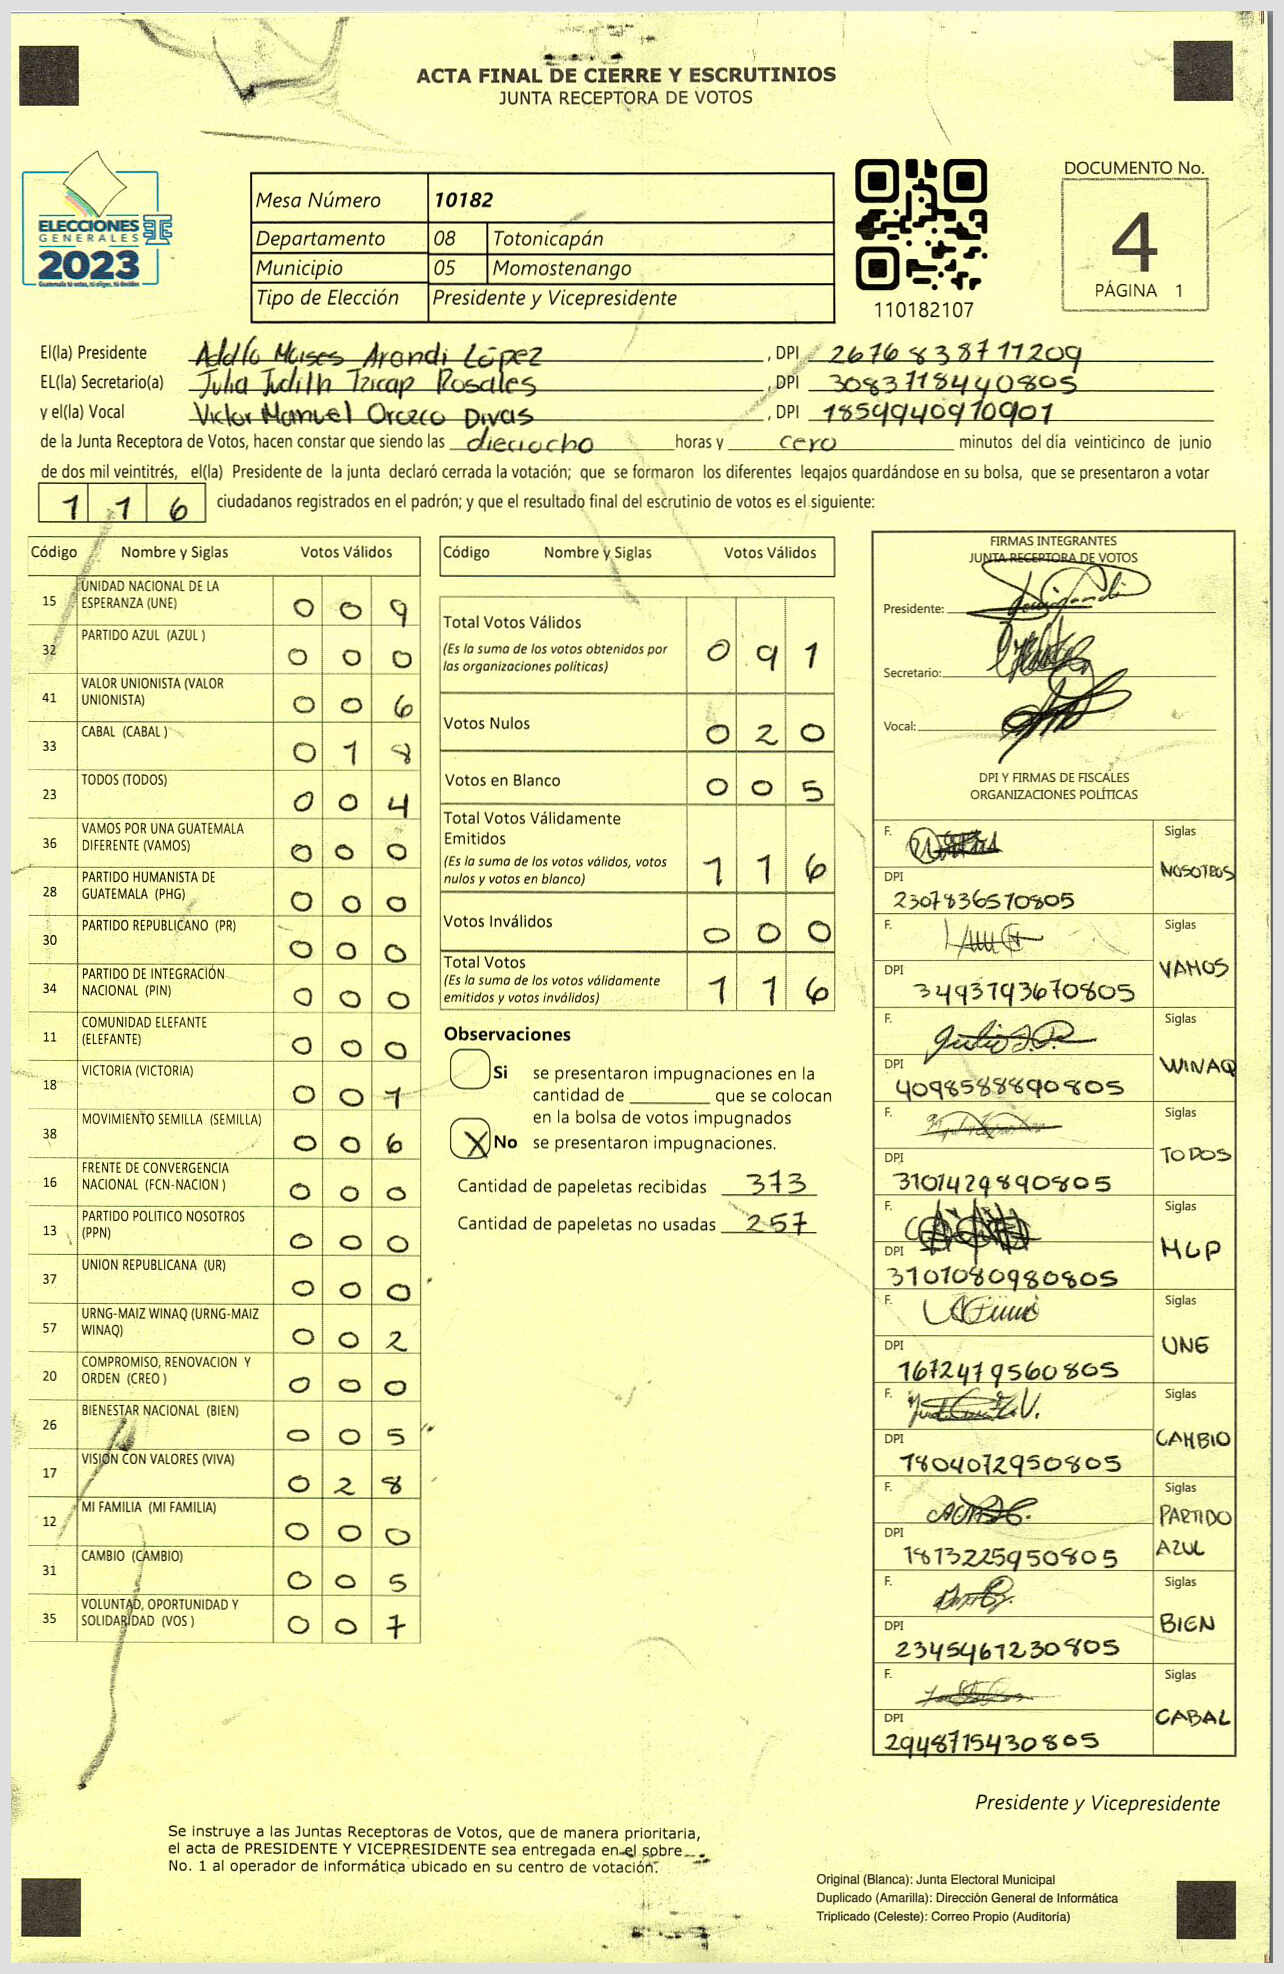 ACTA FINAL DE CIERRE Y ESCRUTINIOS
JUNTA RECEPTORA DE VOTOS
ELECCIONES
GENERALES
2023
Mesa Número 10182
Departamento 08 Totonicapán
Municipio 05 Momostenango
Tipo de Elección Presidente y Vicepresidente
110182107
DOCUMENTO No.
4
PÁGINA 1
El(la) Presidente Moises López , DPI 2676838711209
EL(la) Secretario(a) Julia Judith Tzicap Rosales , DPI 3083718440805
y el(la) Vocal Victor Manuel Orozco Divas , DPI 1859940970901
de la Junta Receptora de Votos, hacen constar que siendo las dieciocho horas y cero minutos del día veinticinco de junio
de dos mil veintitrés, el(la) Presidente de la junta declaró cerrada la votación; que se formaron los diferentes legajos quardándose en su bolsa, que se presentaron a votar
116 ciudadanos registrados en el padrón; y que el resultado final del escrutinio de votos es el siguiente:
Código Nombre y Siglas Votos Válidos
15 UNIDAD NACIONAL DE LA ESPERANZA (UNE) 0 0 9
32 PARTIDO AZUL (AZUL ) 0 0 0
41 VALOR UNIONISTA (VALOR UNIONISTA) 0 0 6
33 CABAL (CABAL ) 0 1 8
23 TODOS (TODOS) 0 0 4
36 VAMOS POR UNA GUATEMALA DIFERENTE (VAMOS) 0 0 0
28 PARTIDO HUMANISTA DE GUATEMALA (PHG) 0 0 0
30 PARTIDO REPUBLICANO (PR) 0 0 0
34 PARTIDO DE INTEGRACIÓN NACIONAL (PIN) 0 0 0
11 COMUNIDAD ELEFANTE (ELEFANTE) 0 0 0
18 VICTORIA (VICTORIA) 0 0 1
38 MOVIMIENTO SEMILLA (SEMILLA) 0 0 6
16 FRENTE DE CONVERGENCIA NACIONAL (FCN-NACION ) 0 0 0
13 PARTIDO POLITICO NOSOTROS (PPN) 0 0 0
37 UNION REPUBLICANA (UR) 0 0 0
57 URNG-MAIZ WINAQ (URNG-MAIZ WINAQ) 0 0 2
20 COMPROMISO, RENOVACION Y ORDEN (CREO ) 0 0 0
26 BIENESTAR NACIONAL (BIEN) 0 0 5
17 VISIÓN CON VALORES (VIVA) 0 2 8
12 MI FAMILIA (MI FAMILIA) 0 0 0
31 CAMBIO (CAMBIO) 0 0 5
35 VOLUNTAD, OPORTUNIDAD Y SOLIDARIDAD (VOS ) 0 0 7
Código Nombre y Siglas Votos Válidos
Total Votos Válidos 0 9 1
(Es la suma de los votos obtenidos por
las organizaciones políticas)
Votos Nulos 0 2 0
Votos en Blanco 0 0 5
Total Votos Válidamente
Emitidos 1 1 6
(Es la suma de los votos válidos, votos
nulos y votos en blanco)
Votos Inválidos 0 0 0
Total Votos 1 1 6
(Es la suma de los votos válidamente
emitidos y votos inválidos)
Observaciones
Si se presentaron impugnaciones en la
cantidad de ________ que se colocan
en la bolsa de votos impugnados
X No se presentaron impugnaciones.
Cantidad de papeletas recibidas 373
Cantidad de papeletas no usadas 257
FIRMAS INTEGRANTES
JUNTA RECEPTORA DE VOTOS
Presidente:
Secretario:
Vocal:
DPI Y FIRMAS DE FISCALES
ORGANIZACIONES POLÍTICAS
F. Siglas NOSOTROS
DPI 2307836570805
F. Siglas VAMOS
DPI 3493793670805
F. Siglas WINAQ
DPI 4098588890805
F. Siglas TODOS
DPI 3101429890805
F. Siglas MLP
DPI 3101080980805
F. Siglas UNE
DPI 1672479560805
F. Siglas CAMBIO
DPI 1804072950805
F. Siglas PARTIDO AZUL
DPI 1813225950805
F. Siglas BIEN
DPI 2345461230805
F. Siglas CABAL
DPI 2948715430805
Presidente y Vicepresidente
Se instruye a las Juntas Receptoras de Votos, que de manera prioritaria,
el acta de PRESIDENTE Y VICEPRESIDENTE sea entregada en el sobre
No. 1 al operador de informática ubicado en su centro de votación.
Original (Blanca): Junta Electoral Municipal
Duplicado (Amarilla): Dirección General de Informática
Triplicado (Celeste): Correo Propio (Auditoría)